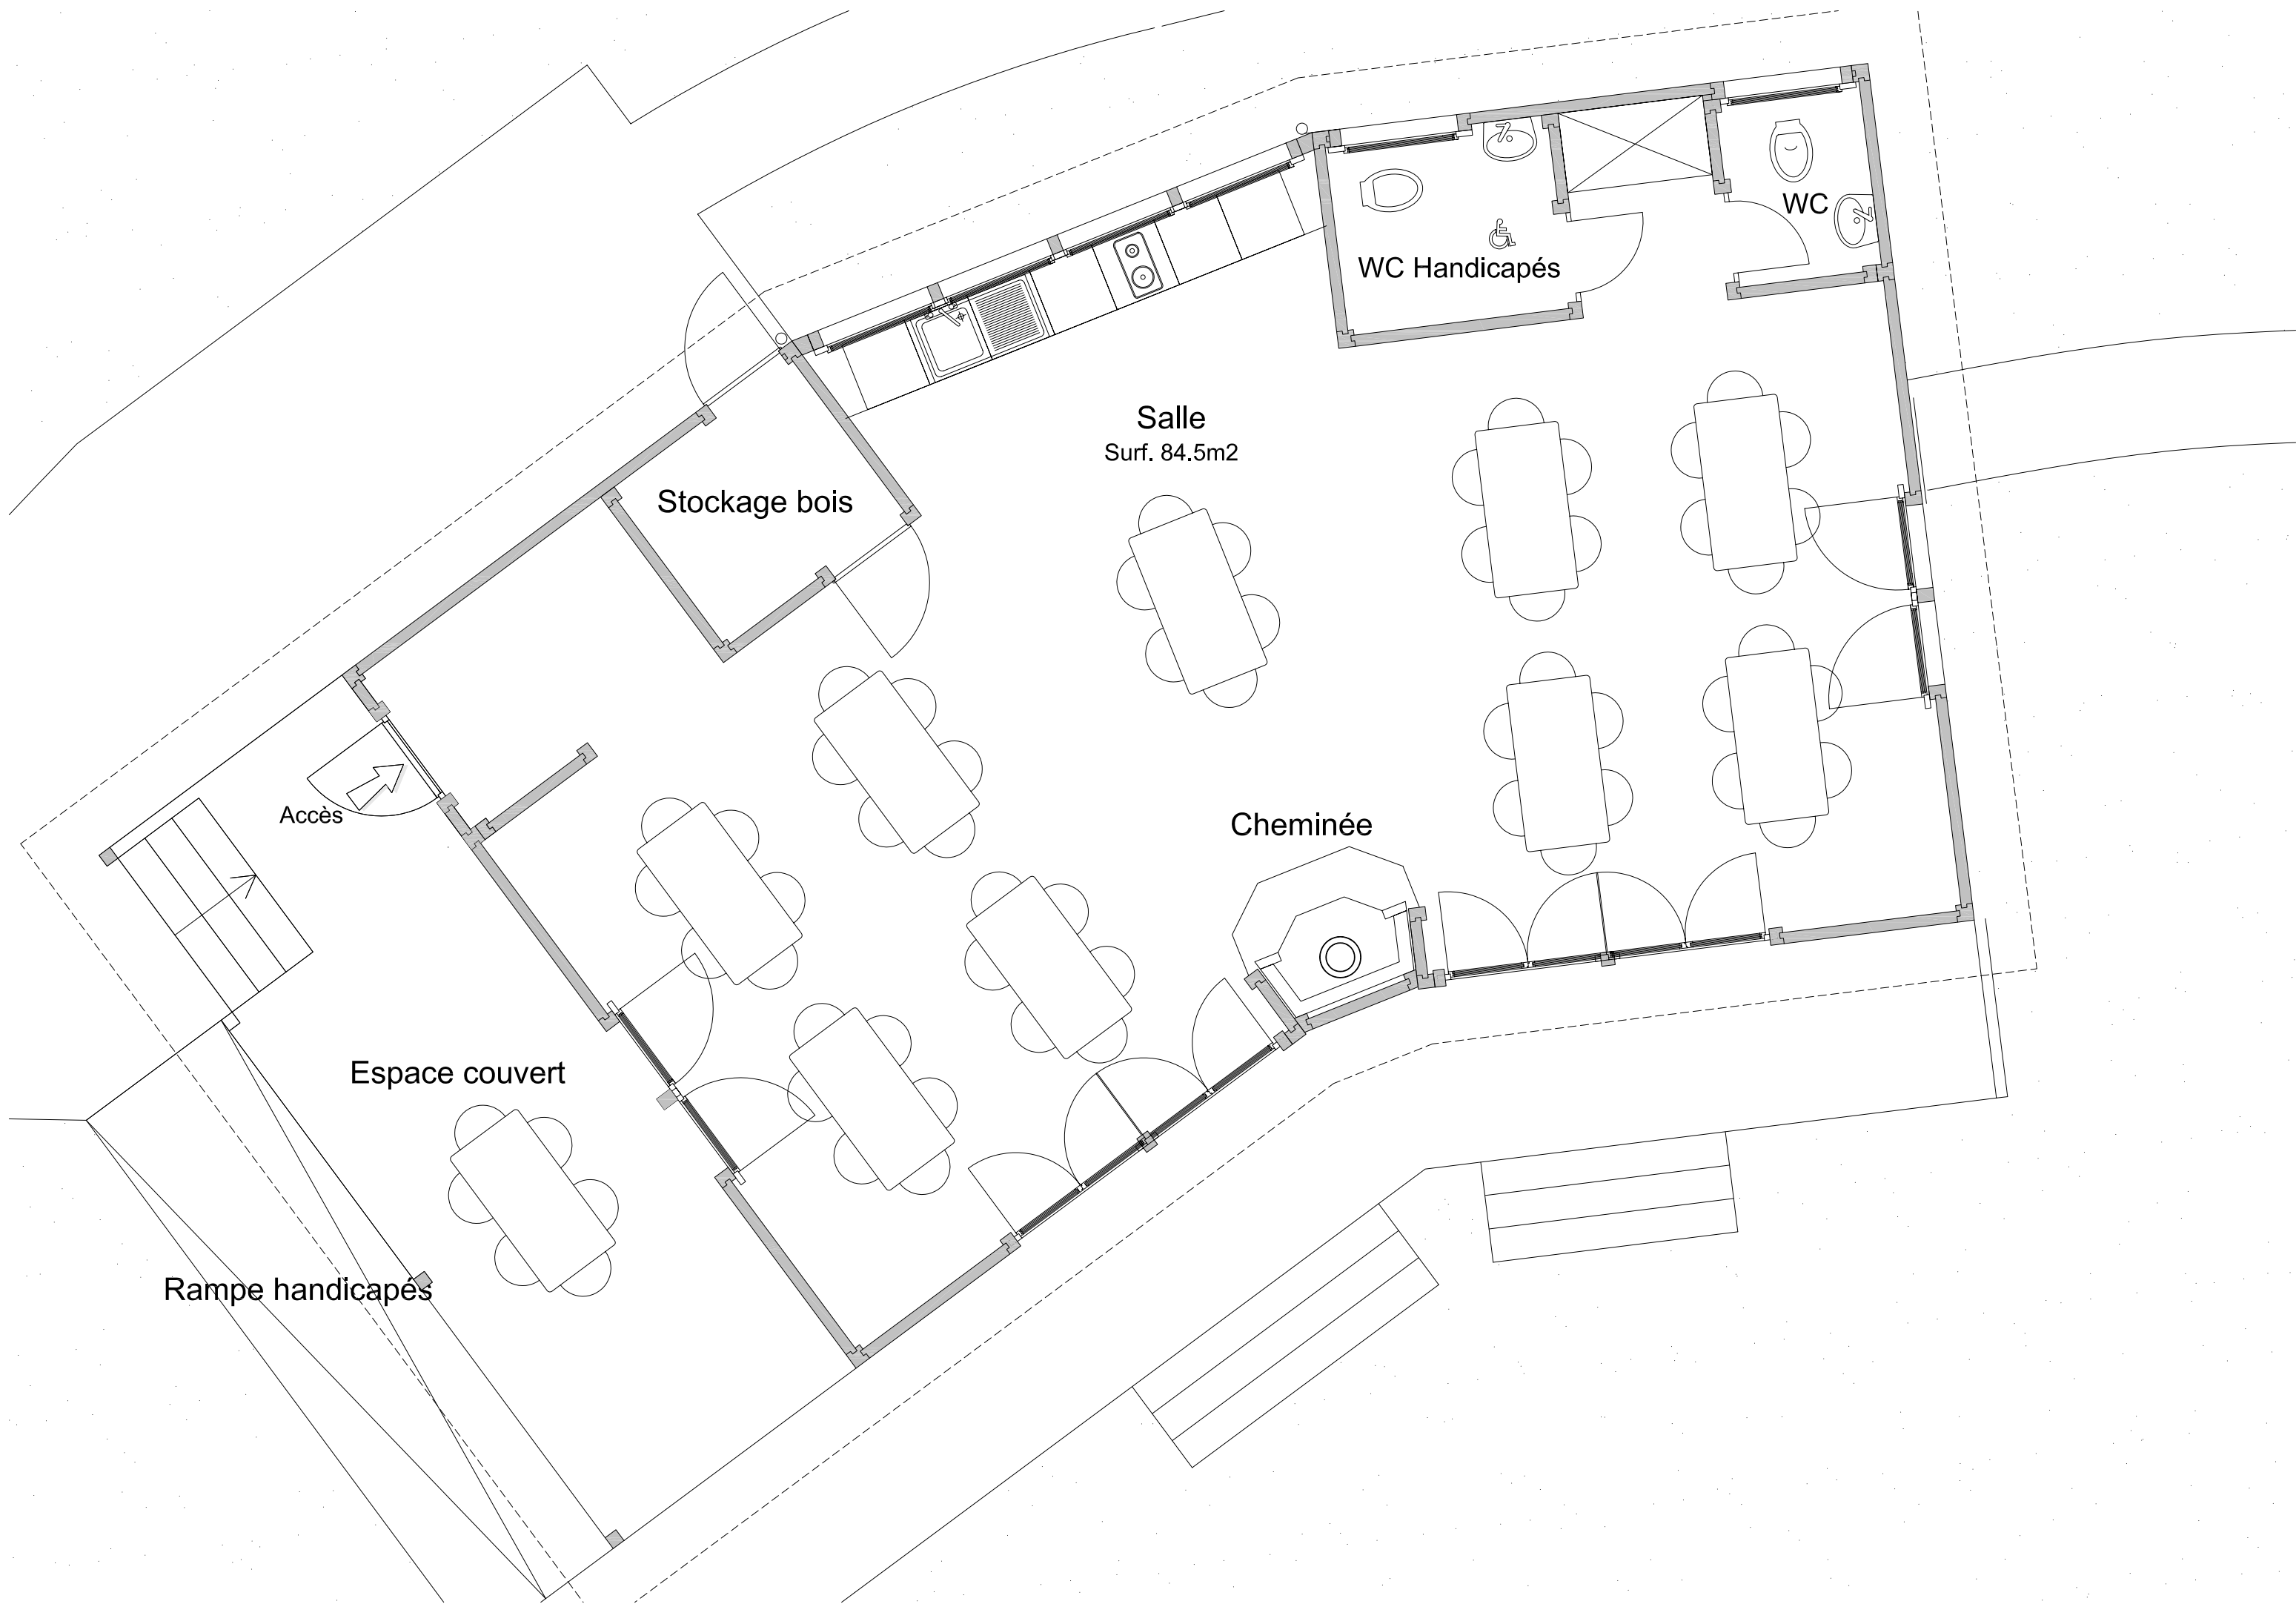 WC
WC Handicapés
Salle
Surf. 84.5m2
Stockage bois
Accès
Cheminée
Espace couvert
Rampe handicapés